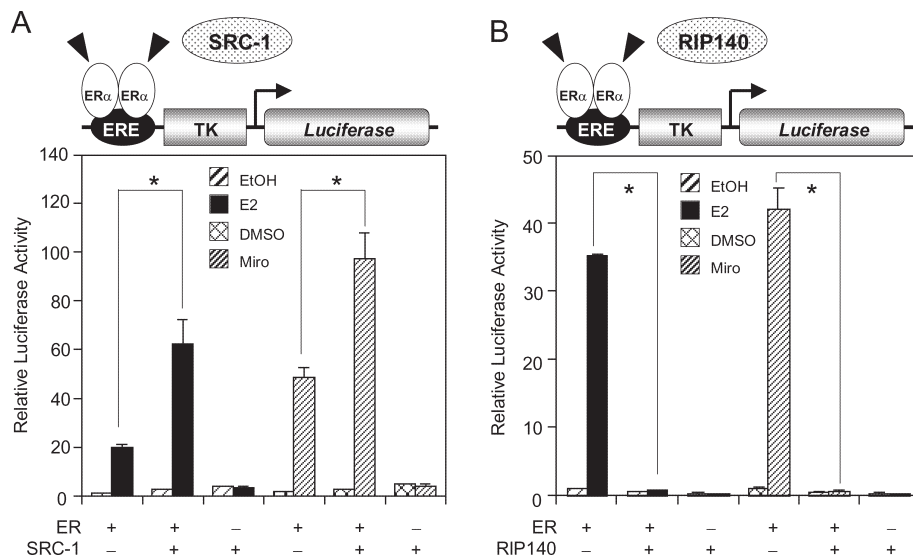 A
SRC-1
ERα ERα
ERE TK Luciferase
Relative Luciferase Activity
140
120
100
80
60
40
20
0
EtOH
E2
DMSO
Miro
*
*
ER + + – + + –
SRC-1 – + + – + +
B
RIP140
ERα ERα
ERE TK Luciferase
Relative Luciferase Activity
50
40
30
20
10
0
EtOH
E2
DMSO
Miro
*
*
ER + + – + + –
RIP140 – + + – + +